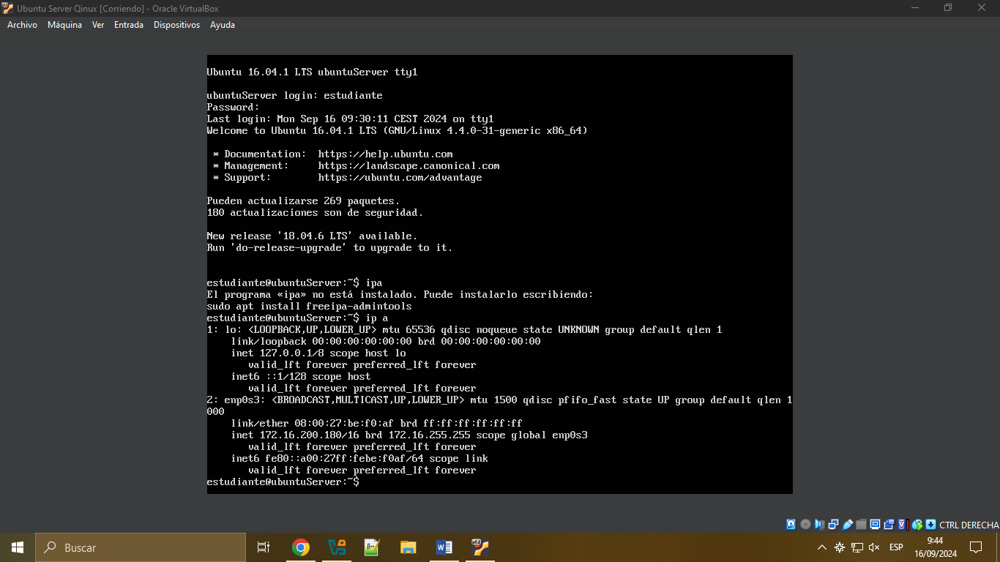 Ubuntu Server Qinux [Corriendo] - Oracle VirtualBox
Archivo Máquina Ver Entrada Dispositivos Ayuda
Ubuntu 16.04.1 LTS ubuntuServer tty1
ubuntuServer login: estudiante
Password:
Last login: Mon Sep 16 09:30:11 CEST 2024 on tty1
Welcome to Ubuntu 16.04.1 LTS (GNU/Linux 4.4.0-31-generic x86_64)
* Documentation: https://help.ubuntu.com
* Management: https://landscape.canonical.com
* Support: https://ubuntu.com/advantage
Pueden actualizarse 269 paquetes.
180 actualizaciones son de seguridad.
New release '18.04.6 LTS' available.
Run 'do-release-upgrade' to upgrade to it.
estudiante@ubuntuServer:~$ ipa
El programa «ipa» no está instalado. Puede instalarlo escribiendo:
sudo apt install freeipa-admintools
estudiante@ubuntuServer:~$ ip a
1: lo: <LOOPBACK,UP,LOWER_UP> mtu 65536 qdisc noqueue state UNKNOWN group default qlen 1
link/loopback 00:00:00:00:00:00 brd 00:00:00:00:00:00
inet 127.0.0.1/8 scope host lo
valid_lft forever preferred_lft forever
inet6 ::1/128 scope host
valid_lft forever preferred_lft forever
2: enp0s3: <BROADCAST,MULTICAST,UP,LOWER_UP> mtu 1500 qdisc pfifo_fast state UP group default qlen 1
000
link/ether 08:00:27:be:f0:af brd ff:ff:ff:ff:ff:ff
inet 172.16.200.180/16 brd 172.16.255.255 scope global enp0s3
valid_lft forever preferred_lft forever
inet6 fe80::a00:27ff:febe:f0af/64 scope link
valid_lft forever preferred_lft forever
estudiante@ubuntuServer:~$
CTRL DERECHA
Buscar
ESP
9:44
16/09/2024